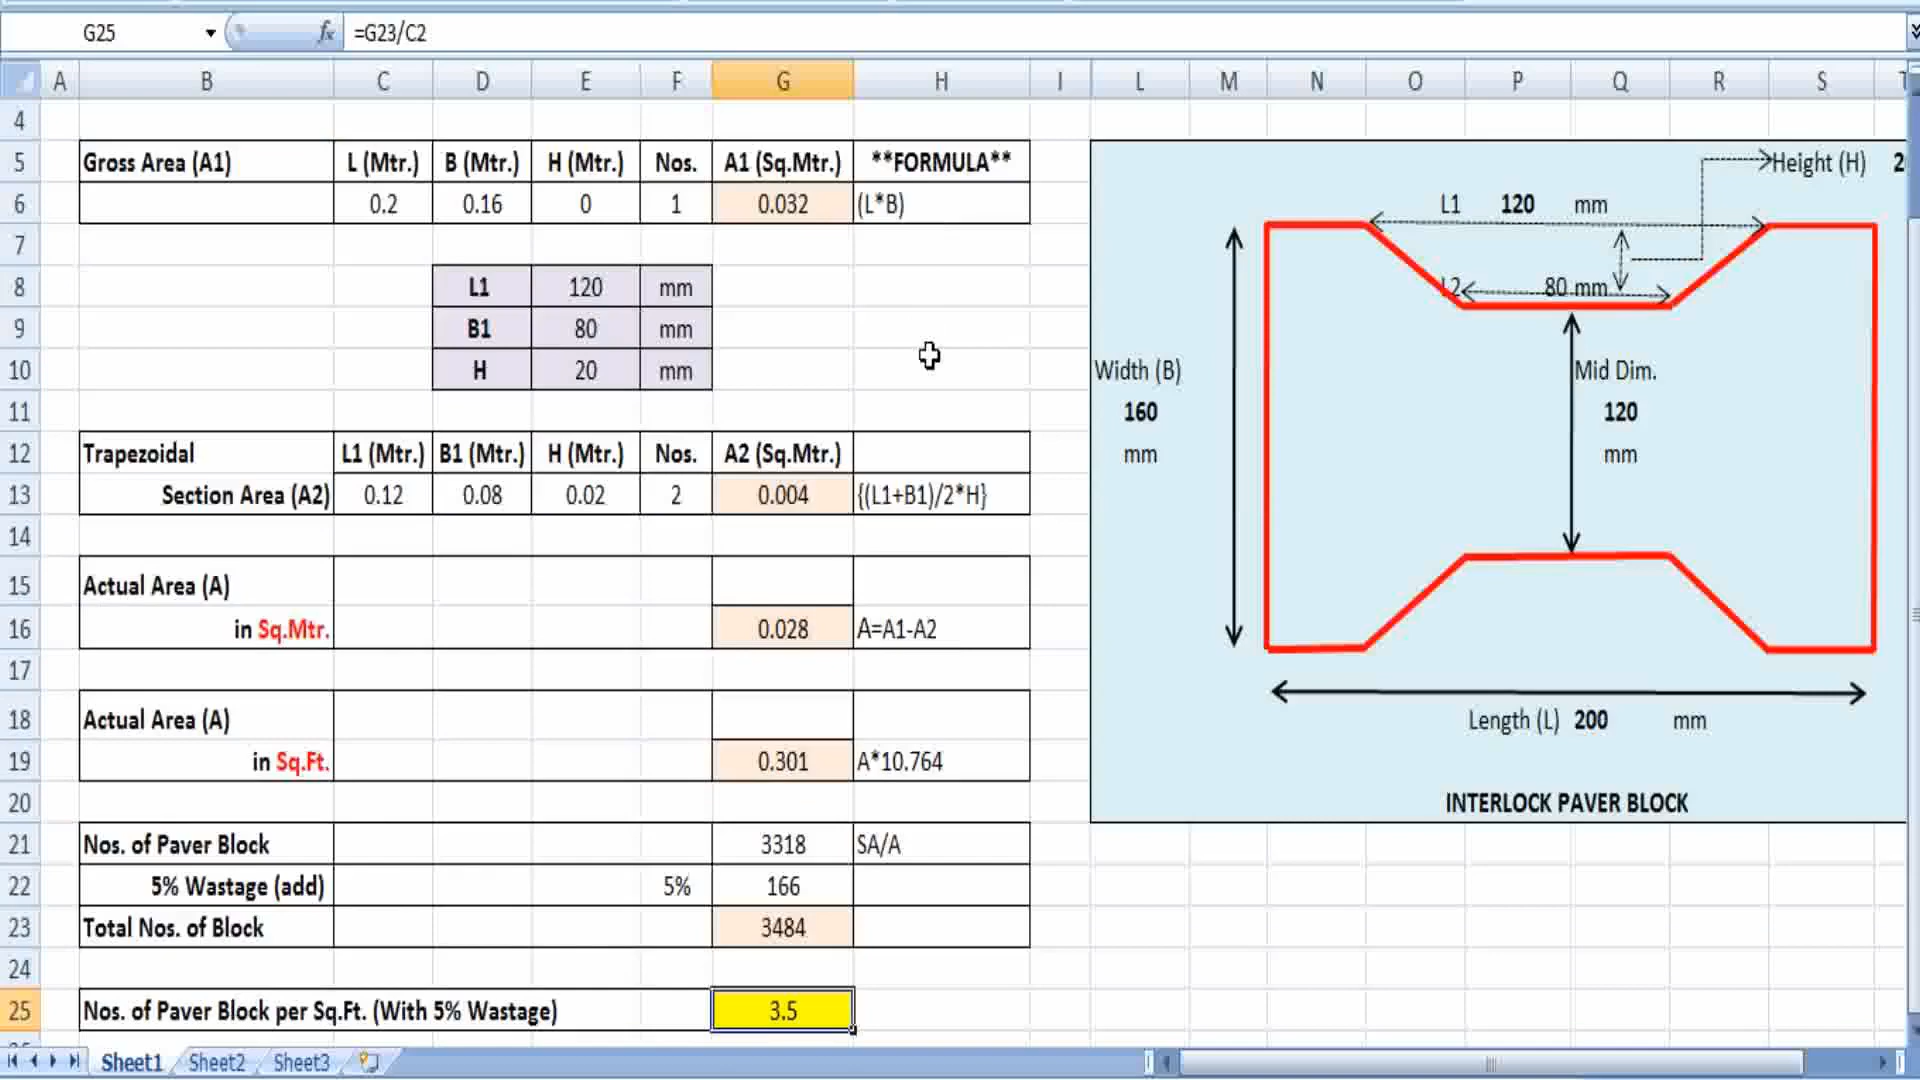 G25 fx =G23/C2
A B C D E F G H I L M N O P Q R S T
4
5 Gross Area (A1) L (Mtr.) B (Mtr.) H (Mtr.) Nos. A1 (Sq.Mtr.) **FORMULA** Height (H)
6 0.2 0.16 0 1 0.032 (L*B) L1 120 mm
7
8 L1 120 mm L2 80 mm
9 B1 80 mm
10 H 20 mm Width (B) Mid Dim.
11 160 120
12 Trapezoidal L1 (Mtr.) B1 (Mtr.) H (Mtr.) Nos. A2 (Sq.Mtr.) mm mm
13 Section Area (A2) 0.12 0.08 0.02 2 0.004 {(L1+B1)/2*H}
14
15 Actual Area (A)
16 in Sq.Mtr. 0.028 A=A1-A2
17
18 Actual Area (A) Length (L) 200 mm
19 in Sq.Ft. 0.301 A*10.764
20 INTERLOCK PAVER BLOCK
21 Nos. of Paver Block 3318 SA/A
22 5% Wastage (add) 5% 166
23 Total Nos. of Block 3484
24
25 Nos. of Paver Block per Sq.Ft. (With 5% Wastage) 3.5
Sheet1 Sheet2 Sheet3